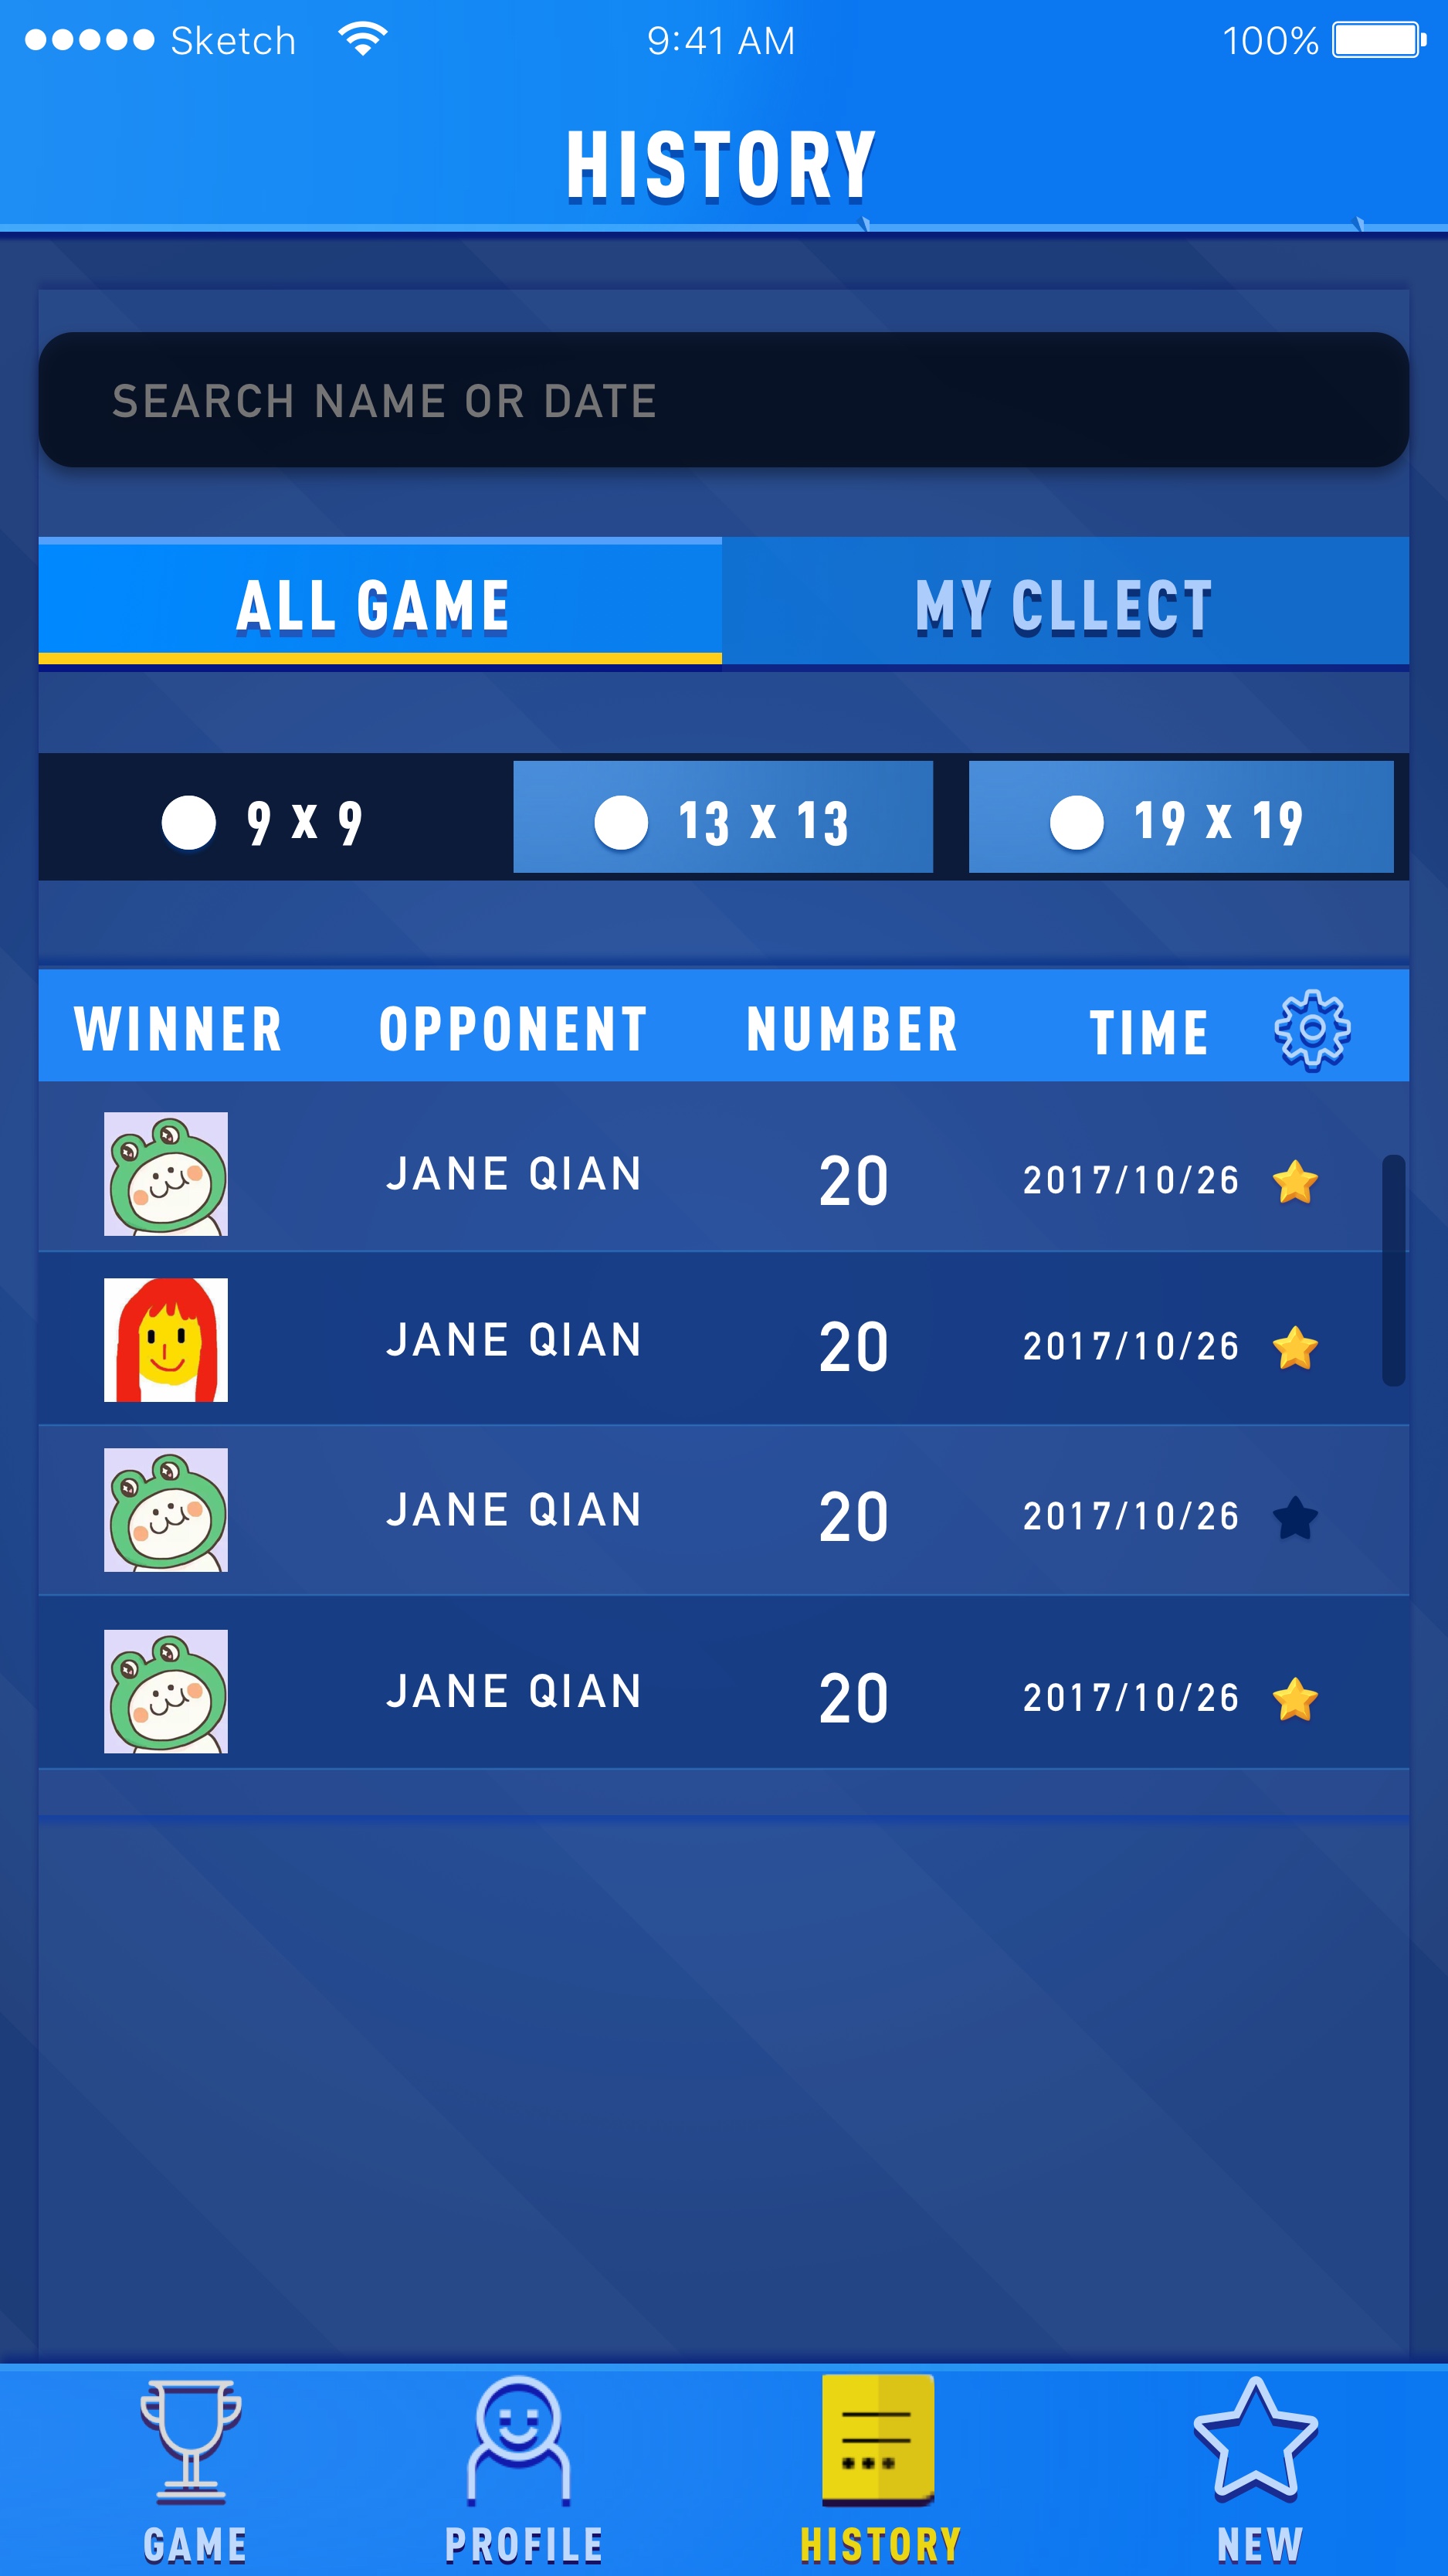 Sketch 9:41 AM 100%
HISTORY
SEARCH NAME OR DATE
ALL GAME MY CLLECT
9 X 9 13 X 13 19 X 19
WINNER OPPONENT NUMBER TIME
JANE QIAN 20 2017/10/26
JANE QIAN 20 2017/10/26
JANE QIAN 20 2017/10/26
JANE QIAN 20 2017/10/26
GAME PROFILE HISTORY NEW